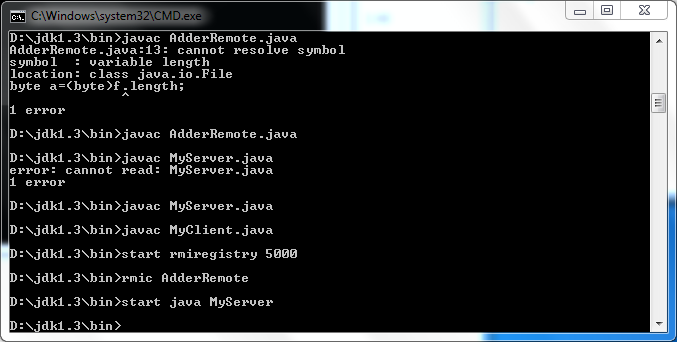 C:\Windows\system32\CMD.exe
D:\jdk1.3\bin>javac AdderRemote.java
AdderRemote.java:13: cannot resolve symbol
symbol  : variable length
location: class java.io.File
byte a=(byte)f.length;
              ^
1 error
D:\jdk1.3\bin>javac AdderRemote.java
D:\jdk1.3\bin>javac MyServer.java
error: cannot read: MyServer.java
1 error
D:\jdk1.3\bin>javac MyServer.java
D:\jdk1.3\bin>javac MyClient.java
D:\jdk1.3\bin>start rmiregistry 5000
D:\jdk1.3\bin>rmic AdderRemote
D:\jdk1.3\bin>start java MyServer
D:\jdk1.3\bin>